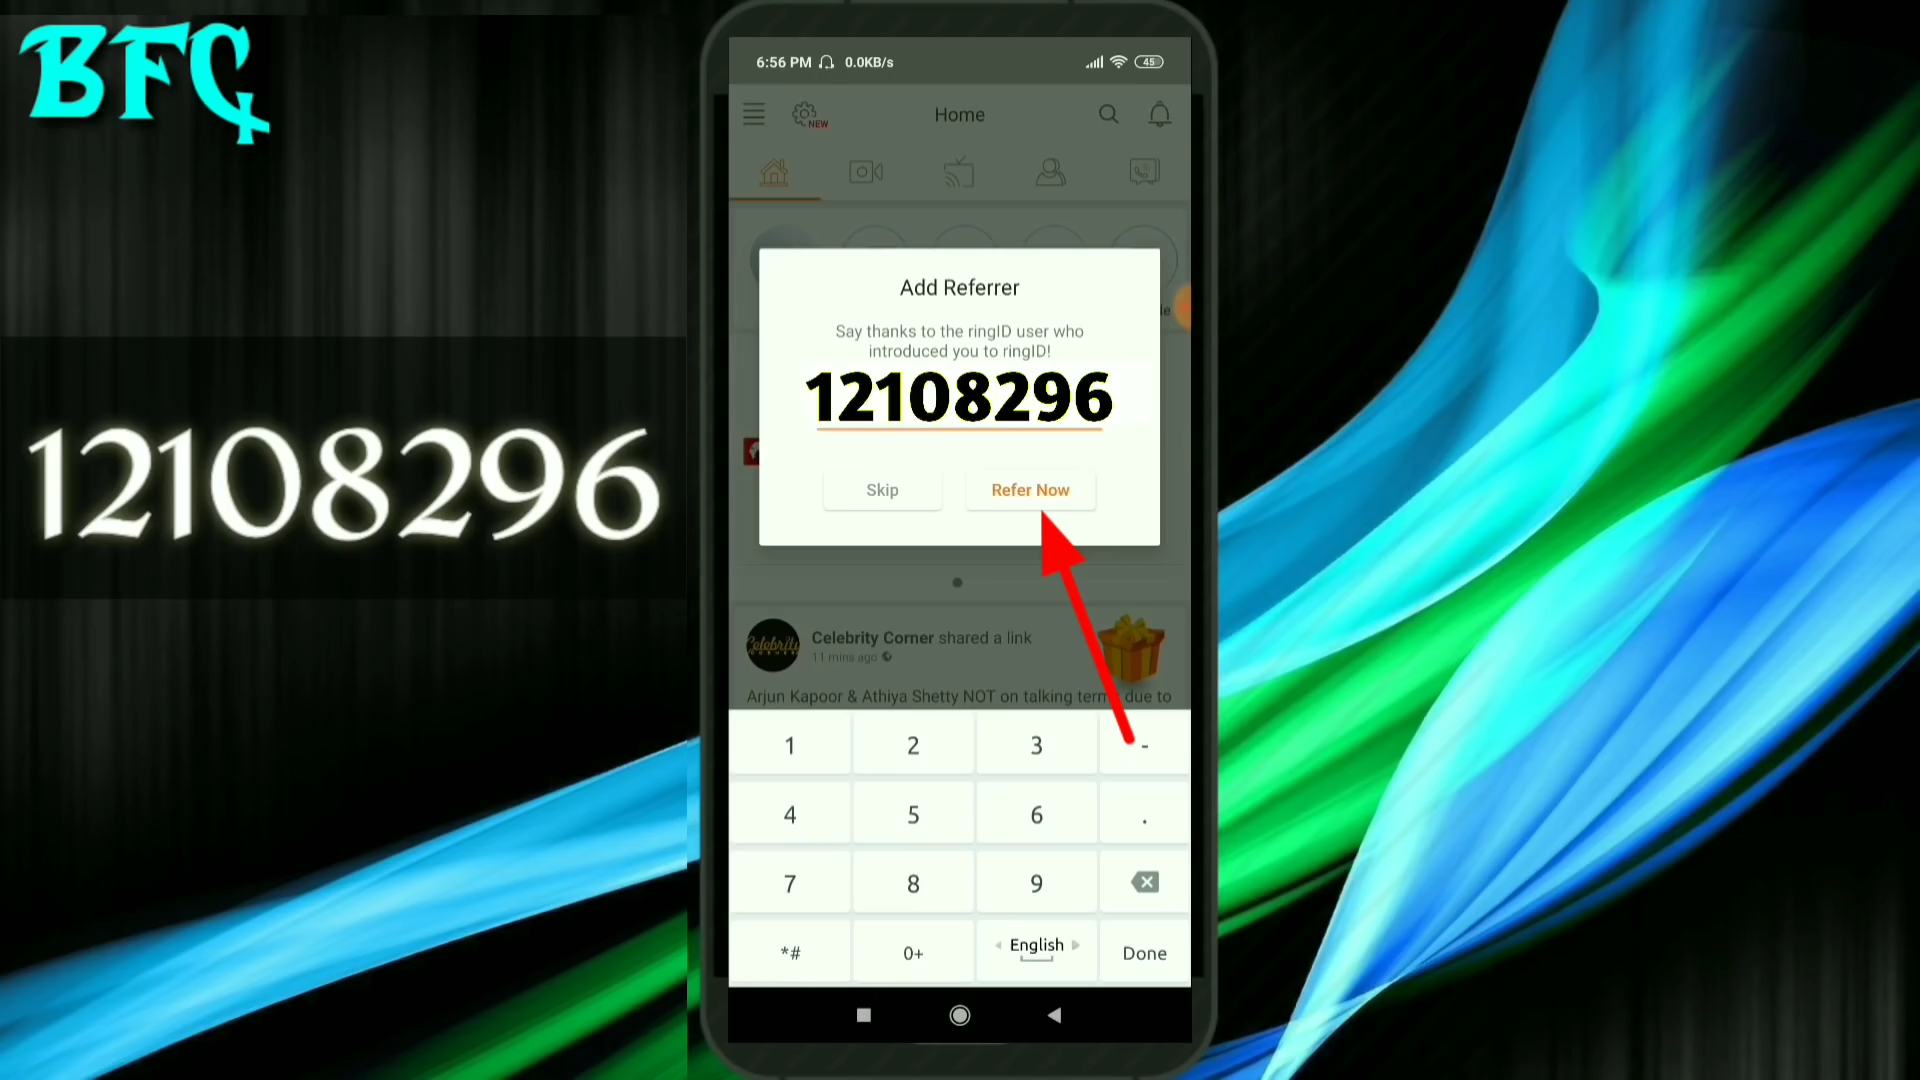 BFC
12108296
6:56 PM 0.0KB/s 45
NEW Home
Add Referrer
Say thanks to the ringID user who
introduced you to ringID!
12108296
Skip Refer Now
Celebrity Corner shared a link
11 mins ago
Arjun Kapoor & Athiya Shetty NOT on talking terms due to
1 2 3 -
4 5 6 .
7 8 9
*# 0+ English Done